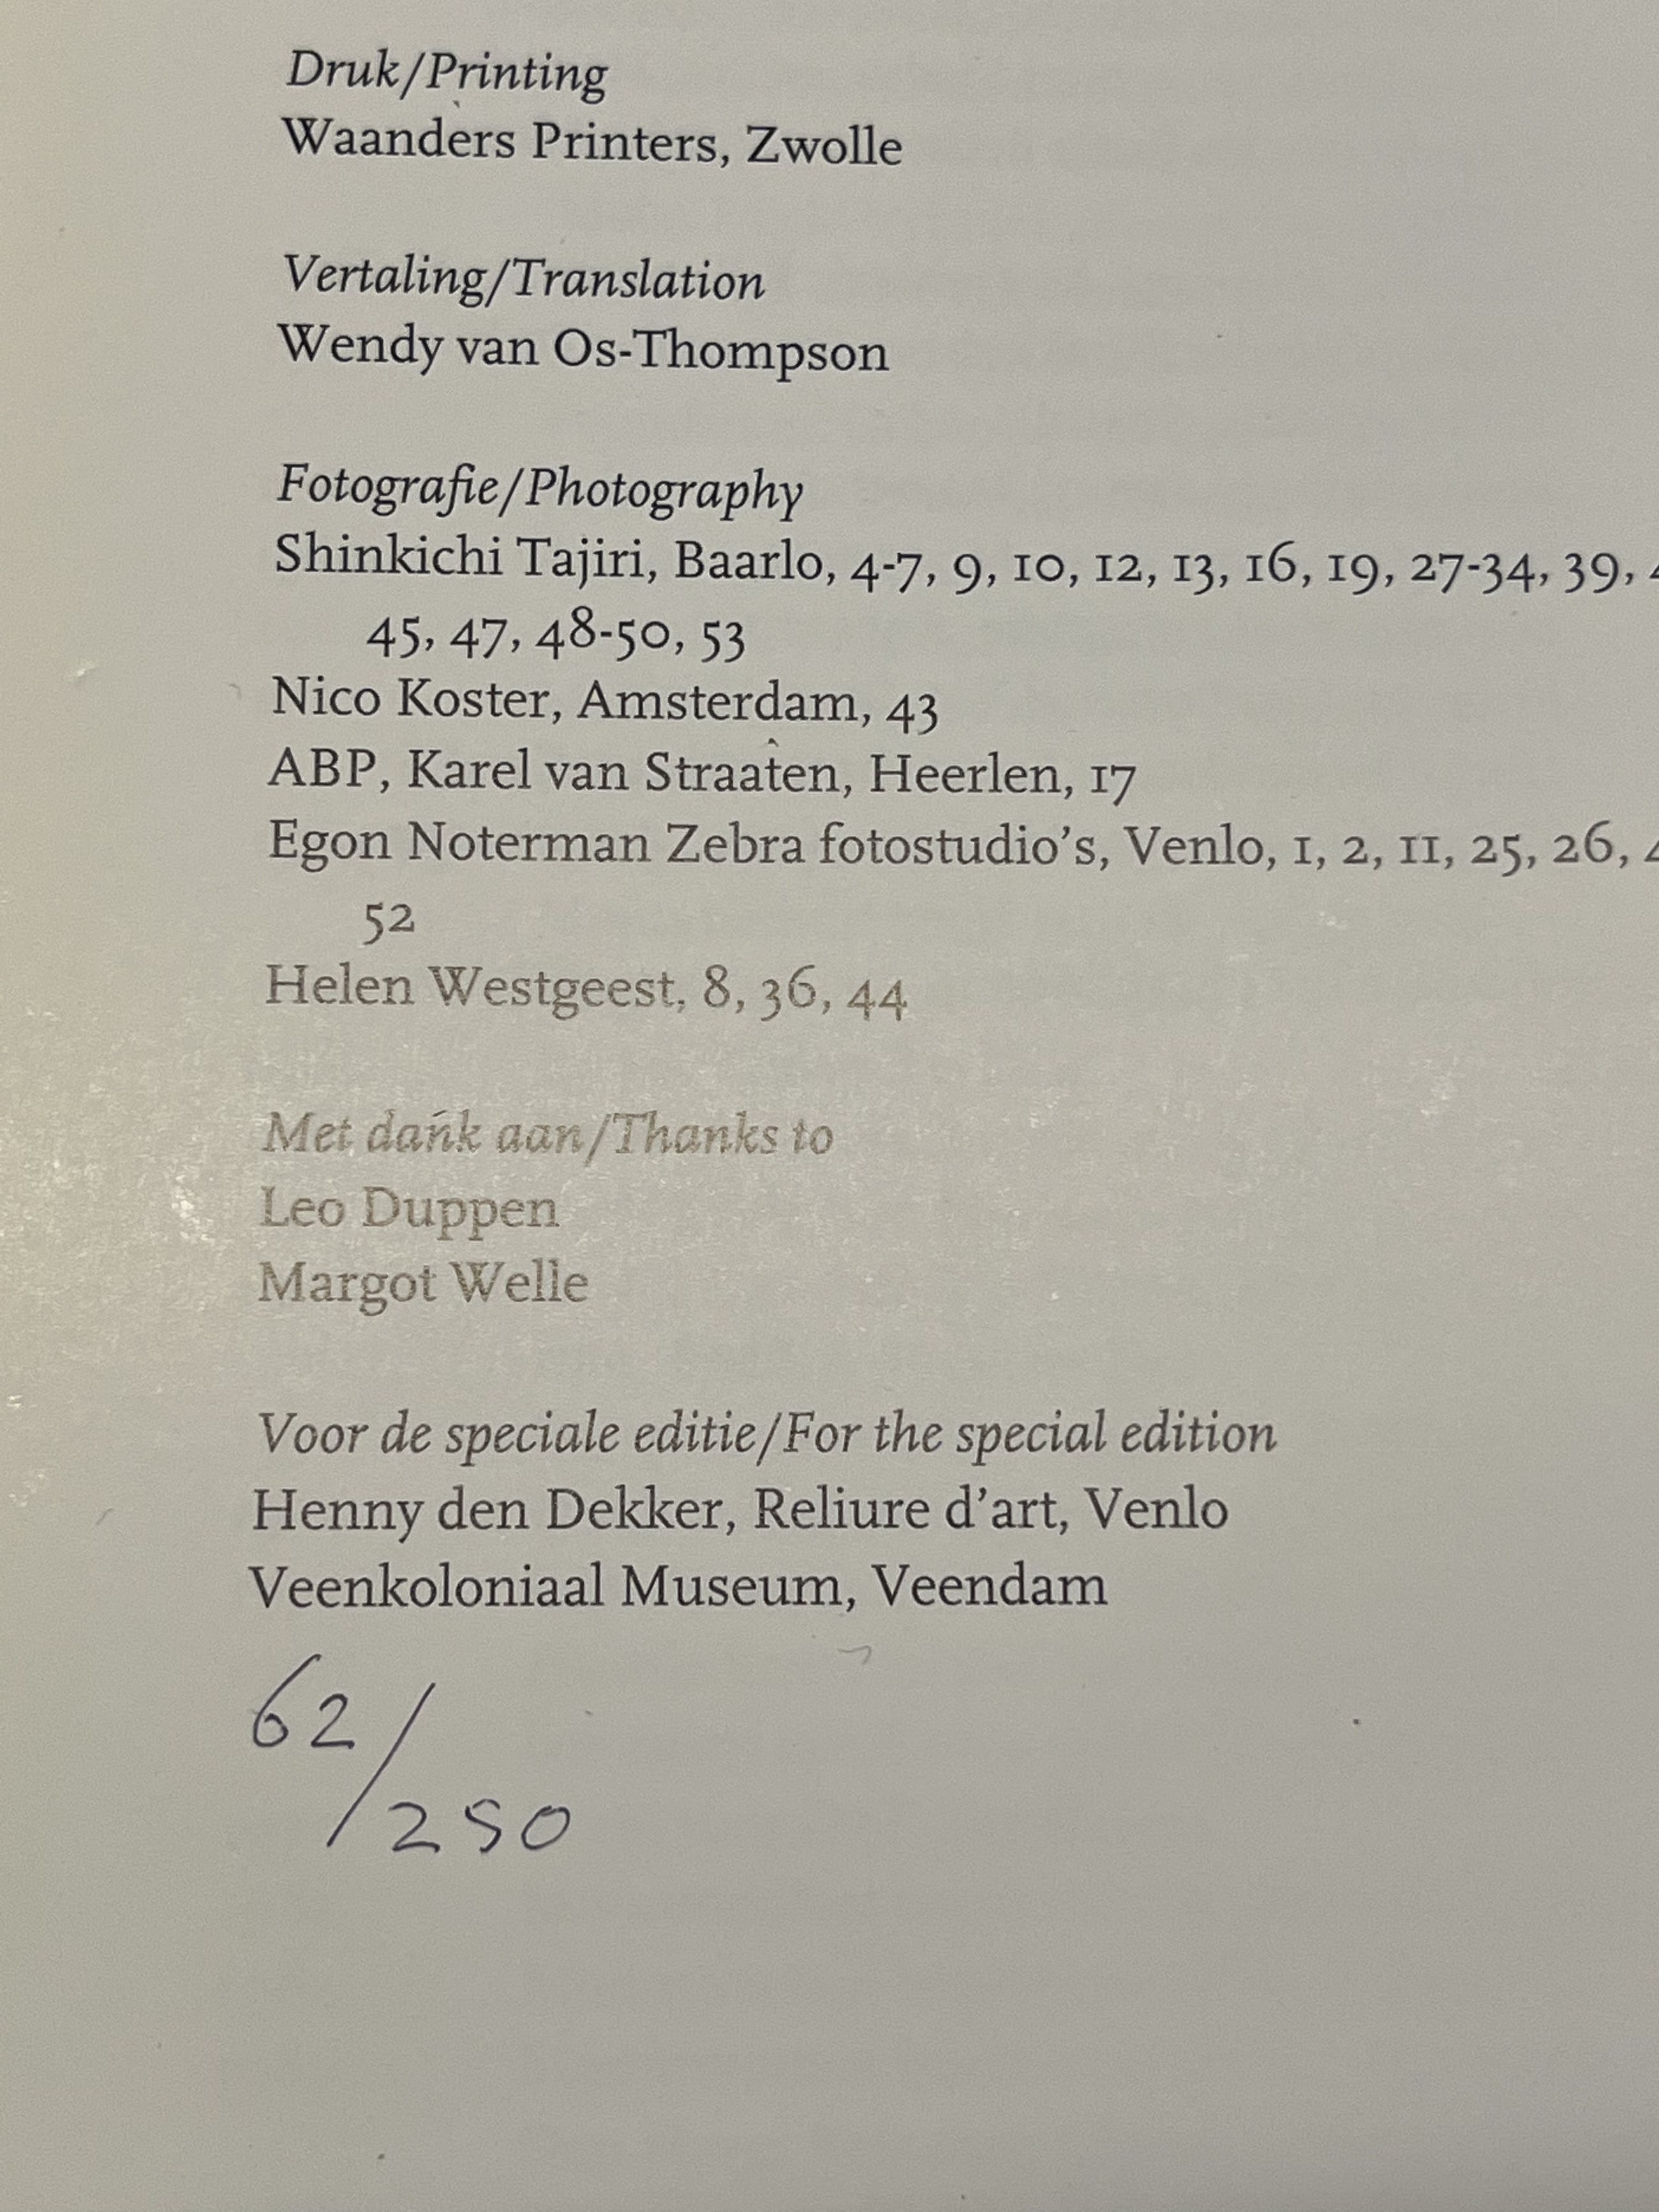 Druk/Printing
Waanders Printers, Zwolle
Vertaling/Translation
Wendy van Os-Thompson
Fotografie/Photography
Shinkichi Tajiri, Baarlo, 4-7, 9, 10, 12, 13, 16, 19, 27-34, 39,
45, 47, 48-50, 53
Nico Koster, Amsterdam, 43
ABP, Karel van Straaten, Heerlen, 17
Egon Noterman Zebra fotostudio's, Venlo, 1, 2, 11, 25, 26,
52
Helen Westgeest, 8, 36, 44
Met dank aan/Thanks to
Leo Duppen
Margot Welle
Voor de speciale editie/For the special edition
Henny den Dekker, Reliure d'art, Venlo
Veenkoloniaal Museum, Veendam
62/
250